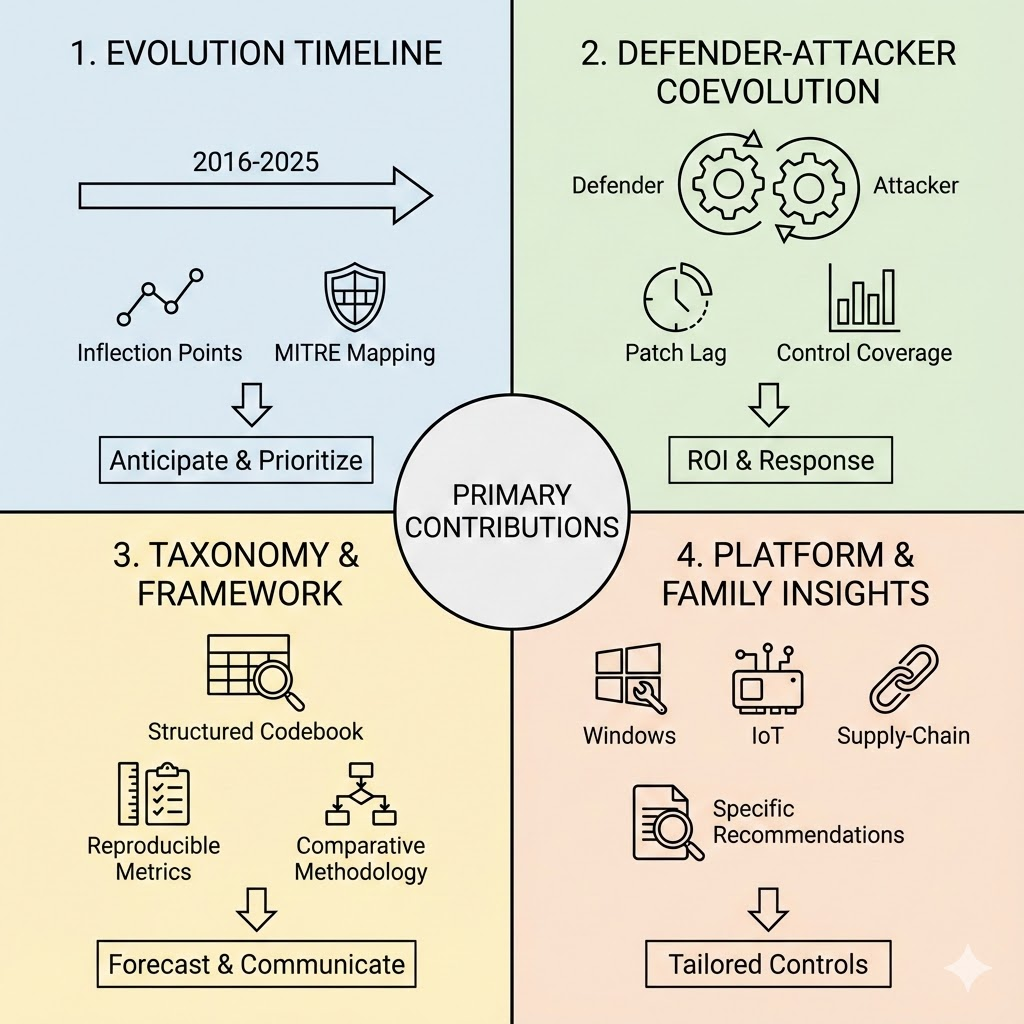 1. EVOLUTION TIMELINE
2016-2025
Inflection Points
MITRE Mapping
Anticipate & Prioritize
2. DEFENDER-ATTACKER
COEVOLUTION
Defender
Attacker
Patch Lag
Control Coverage
ROI & Response
PRIMARY
CONTRIBUTIONS
3. TAXONOMY &
FRAMEWORK
Structured Codebook
Reproducible
Metrics
Comparative
Methodology
Forecast & Communicate
4. PLATFORM &
FAMILY INSIGHTS
Windows
IoT
Supply-Chain
Specific
Recommendations
Tailored Controls